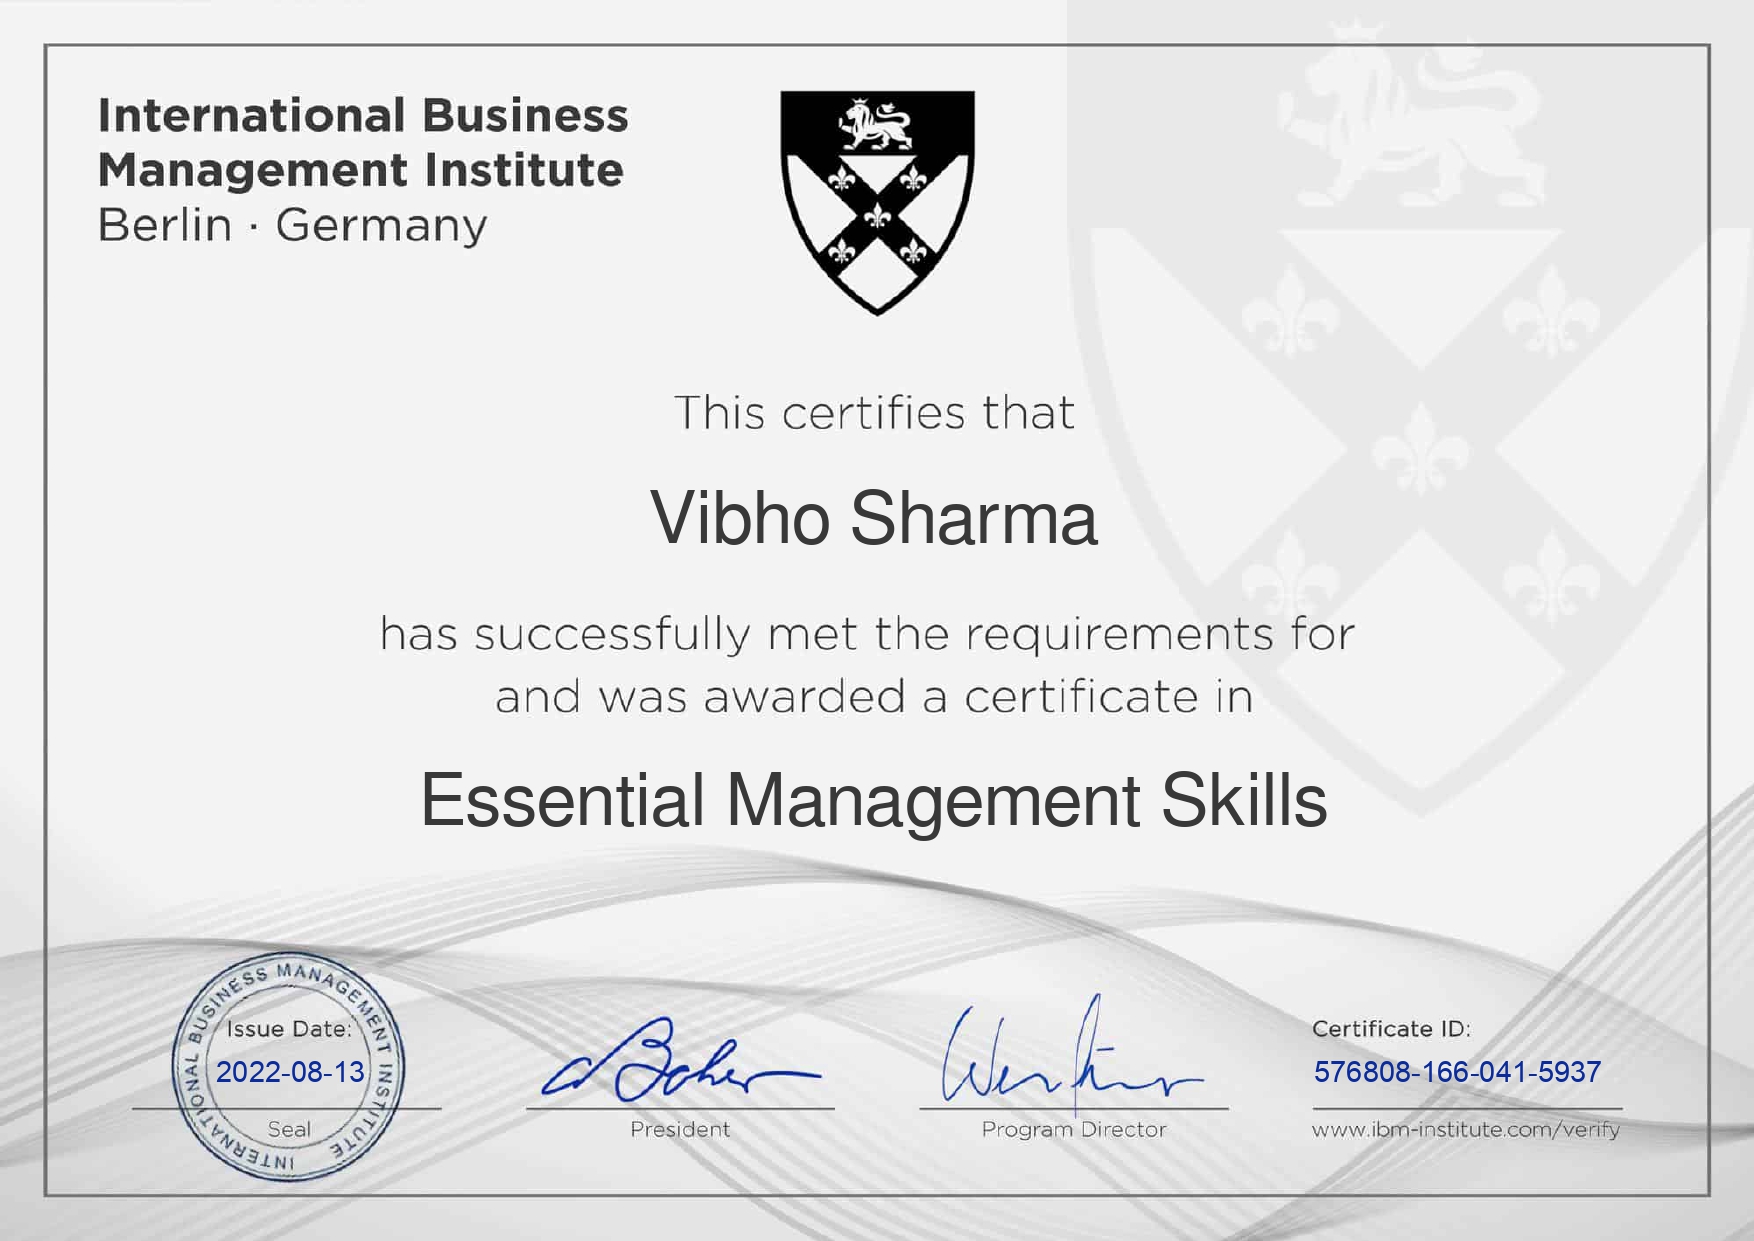 International Business
Management Institute
Berlin · Germany
This certifies that
Vibho Sharma
has successfully met the requirements for
and was awarded a certificate in
Essential Management Skills
INTERNATIONAL BUSINESS MANAGEMENT INSTITUTE
Issue Date:
2022-08-13
Seal
President
Program Director
Certificate ID:
576808-166-041-5937
www.ibm-institute.com/verify